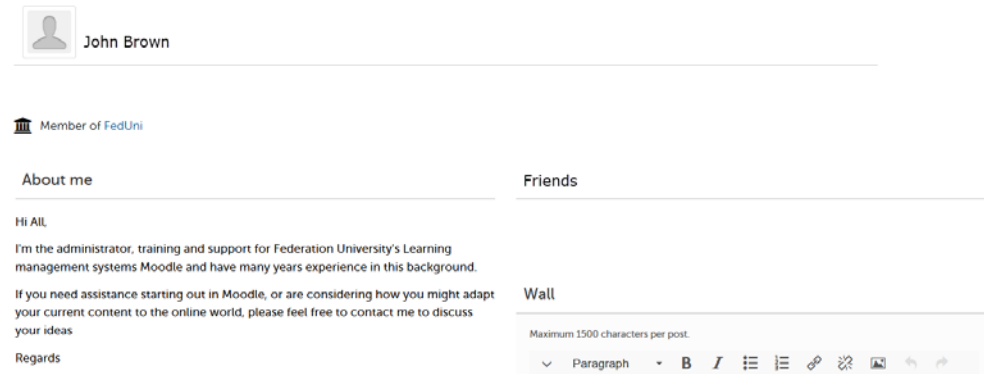 John Brown
Member of FedUni
About me
Hi All,
I'm the administrator, training and support for Federation University's Learning
management systems Moodle and have many years experience in this background.
If you need assistance starting out in Moodle, or are considering how you might adapt
your current content to the online world, please feel free to contact me to discuss
your ideas
Regards
Friends
Wall
Maximum 1500 characters per post.
Paragraph
B
I